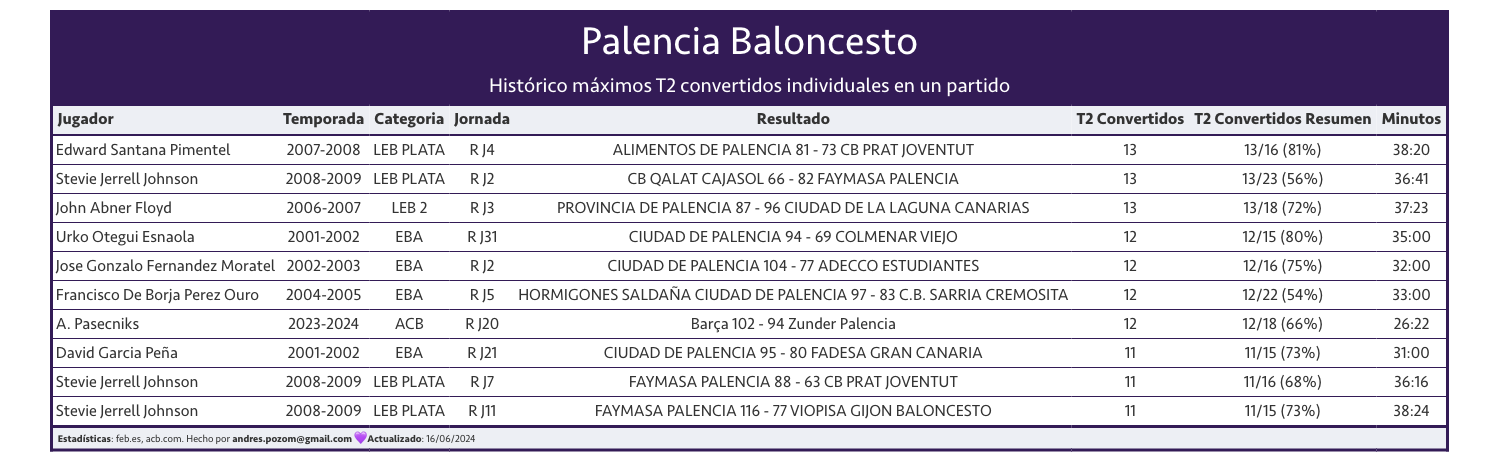 Palencia Baloncesto
Histórico máximos T2 convertidos individuales en un partido
Jugador Temporada Categoria Jornada Resultado T2 Convertidos T2 Convertidos Resumen Minutos
Edward Santana Pimentel 2007-2008 LEB PLATA R J4 ALIMENTOS DE PALENCIA 81 - 73 CB PRAT JOVENTUT 13 13/16 (81%) 38:20
Stevie Jerrell Johnson 2008-2009 LEB PLATA R J2 CB QALAT CAJASOL 66 - 82 FAYMASA PALENCIA 13 13/23 (56%) 36:41
John Abner Floyd 2006-2007 LEB 2 R J3 PROVINCIA DE PALENCIA 87 - 96 CIUDAD DE LA LAGUNA CANARIAS 13 13/18 (72%) 37:23
Urko Otegui Esnaola 2001-2002 EBA R J31 CIUDAD DE PALENCIA 94 - 69 COLMENAR VIEJO 12 12/15 (80%) 35:00
Jose Gonzalo Fernandez Moratel 2002-2003 EBA R J2 CIUDAD DE PALENCIA 104 - 77 ADECCO ESTUDIANTES 12 12/16 (75%) 32:00
Francisco De Borja Perez Ouro 2004-2005 EBA R J5 HORMIGONES SALDAÑA CIUDAD DE PALENCIA 97 - 83 C.B. SARRIA CREMOSITA 12 12/22 (54%) 33:00
A. Pasecniks 2023-2024 ACB R J20 Barça 102 - 94 Zunder Palencia 12 12/18 (66%) 26:22
David Garcia Peña 2001-2002 EBA R J21 CIUDAD DE PALENCIA 95 - 80 FADESA GRAN CANARIA 11 11/15 (73%) 31:00
Stevie Jerrell Johnson 2008-2009 LEB PLATA R J7 FAYMASA PALENCIA 88 - 63 CB PRAT JOVENTUT 11 11/16 (68%) 36:16
Stevie Jerrell Johnson 2008-2009 LEB PLATA R J11 FAYMASA PALENCIA 116 - 77 VIOPISA GIJON BALONCESTO 11 11/15 (73%) 38:24
Estadísticas: feb.es, acb.com. Hecho por andres.pozom@gmail.com 💜Actualizado: 16/06/2024